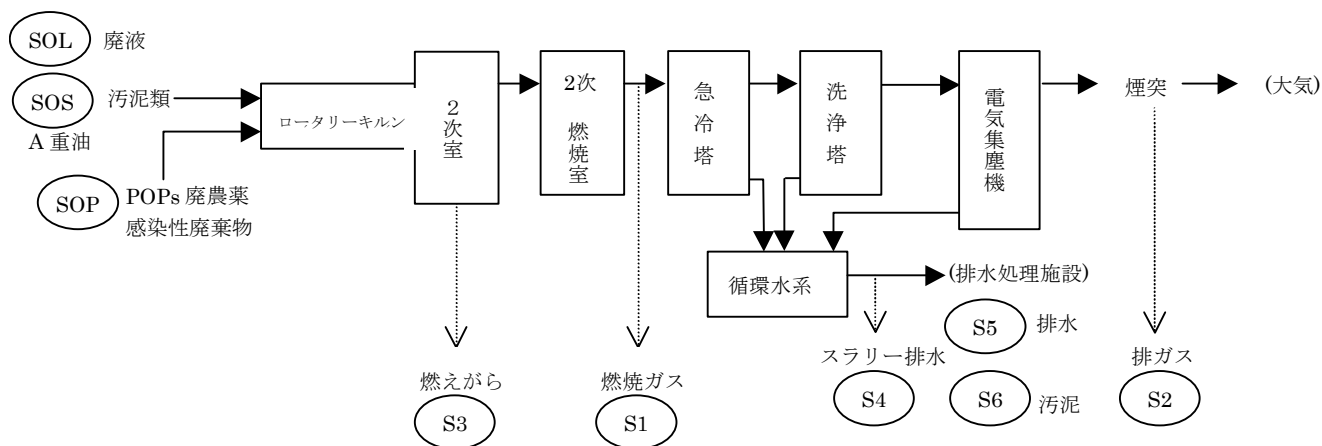 SOL 廃液
SOS 汚泥類
A 重油
SOP POPs 廃農薬
感染性廃棄物
ロータリーキルン
2次室
2次
燃焼室
急冷塔
洗浄塔
電気集塵機
煙突
(大気)
循環水系
(排水処理施設)
S5 排水
スラリー排水
S4
S6 汚泥
排ガス
S2
燃えがら
S3
燃焼ガス
S1